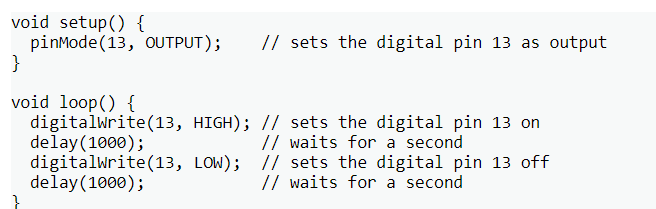 void setup() {
  pinMode(13, OUTPUT);    // sets the digital pin 13 as output
}

void loop() {
  digitalWrite(13, HIGH); // sets the digital pin 13 on
  delay(1000);            // waits for a second
  digitalWrite(13, LOW);  // sets the digital pin 13 off
  delay(1000);            // waits for a second
}